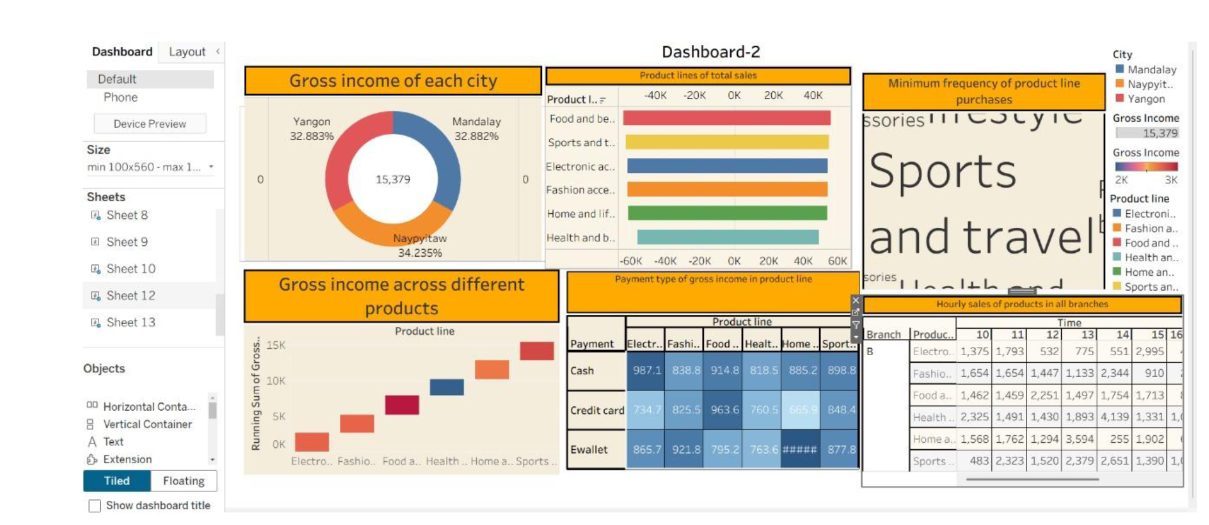 Dashboard Layout <
Default
Phone
Device Preview
Size
min 100x560 - max 1...
Sheets
Sheet 8
Sheet 9
Sheet 10
Sheet 12
Sheet 13
Objects
Horizontal Conta...
Vertical Container
A Text
Extension
Tiled Floating
Show dashboard title
Dashboard-2
Gross income of each city
Yangon
32.883%
Mandalay
32.882%
0
15,379
0
Naypyitaw
34.235%
Product lines of total sales
Product l..
-40K -20K 0K 20K 40K
Food and be..
Sports and t..
Electronic ac..
Fashion acce..
Home and lif..
Health and b..
-60K -40K -20K 0K 20K 40K 60K
Minimum frequency of product line
purchases
ssories
Sports
and travel
sories
City
Mandalay
Naypyit..
Yangon
Gross Income
15,379
Gross Income
2K 3K
Product line
Electroni..
Fashion a..
Food and ..
Health an..
Home an..
Sports an..
Gross income across different
products
Product line
Running Sum of Gross..
15K
10K
5K
0K
Electro.. Fashio.. Food a.. Health .. Home a.. Sports ..
Payment type of gross income in product line
Product line
Payment Electr.. Fashi.. Food .. Healt.. Home .. Sport..
Cash 987.1 838.8 914.8 818.5 885.2 898.8
Credit card 734.7 825.5 963.6 760.5 665.9 848.4
Ewallet 865.7 921.8 795.2 763.6 ##### 877.8
Hourly sales of products in all branches
Time
Branch Produc.. 10 11 12 13 14 15 16
B Electro.. 1,375 1,793 532 775 551 2,995
Fashio.. 1,654 1,654 1,447 1,133 2,344 910
Food a.. 1,462 1,459 2,251 1,497 1,754 1,713
Health .. 2,325 1,491 1,430 1,893 4,139 1,331
Home a.. 1,568 1,762 1,294 3,594 255 1,902
Sports .. 483 2,323 1,520 2,379 2,651 1,390